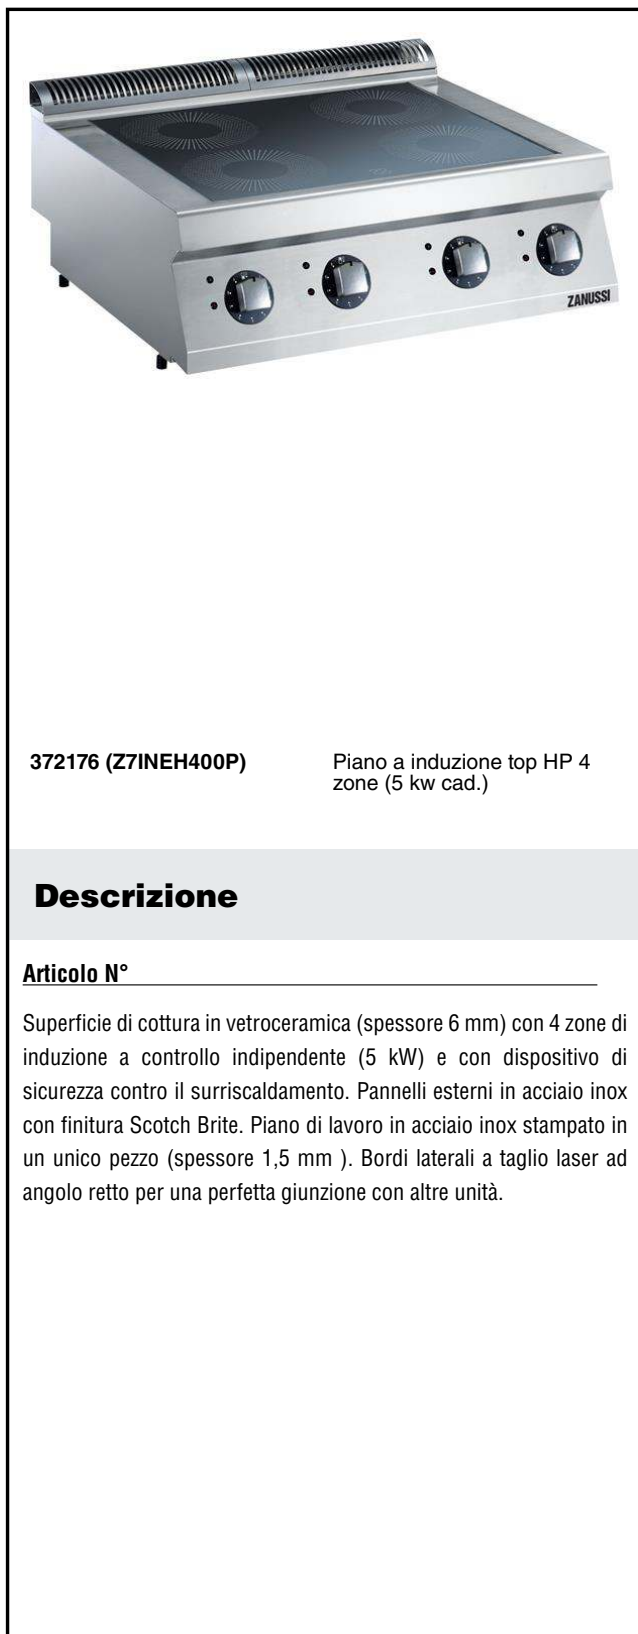 ZANUSSI
372176 (Z7INEH400P)
Piano a induzione top HP 4
zone (5 kw cad.)
Descrizione
Articolo N°
Superficie di cottura in vetroceramica (spessore 6 mm) con 4 zone di
induzione a controllo indipendente (5 kW) e con dispositivo di
sicurezza contro il surriscaldamento. Pannelli esterni in acciaio inox
con finitura Scotch Brite. Piano di lavoro in acciaio inox stampato in
un unico pezzo (spessore 1,5 mm ). Bordi laterali a taglio laser ad
angolo retto per una perfetta giunzione con altre unità.